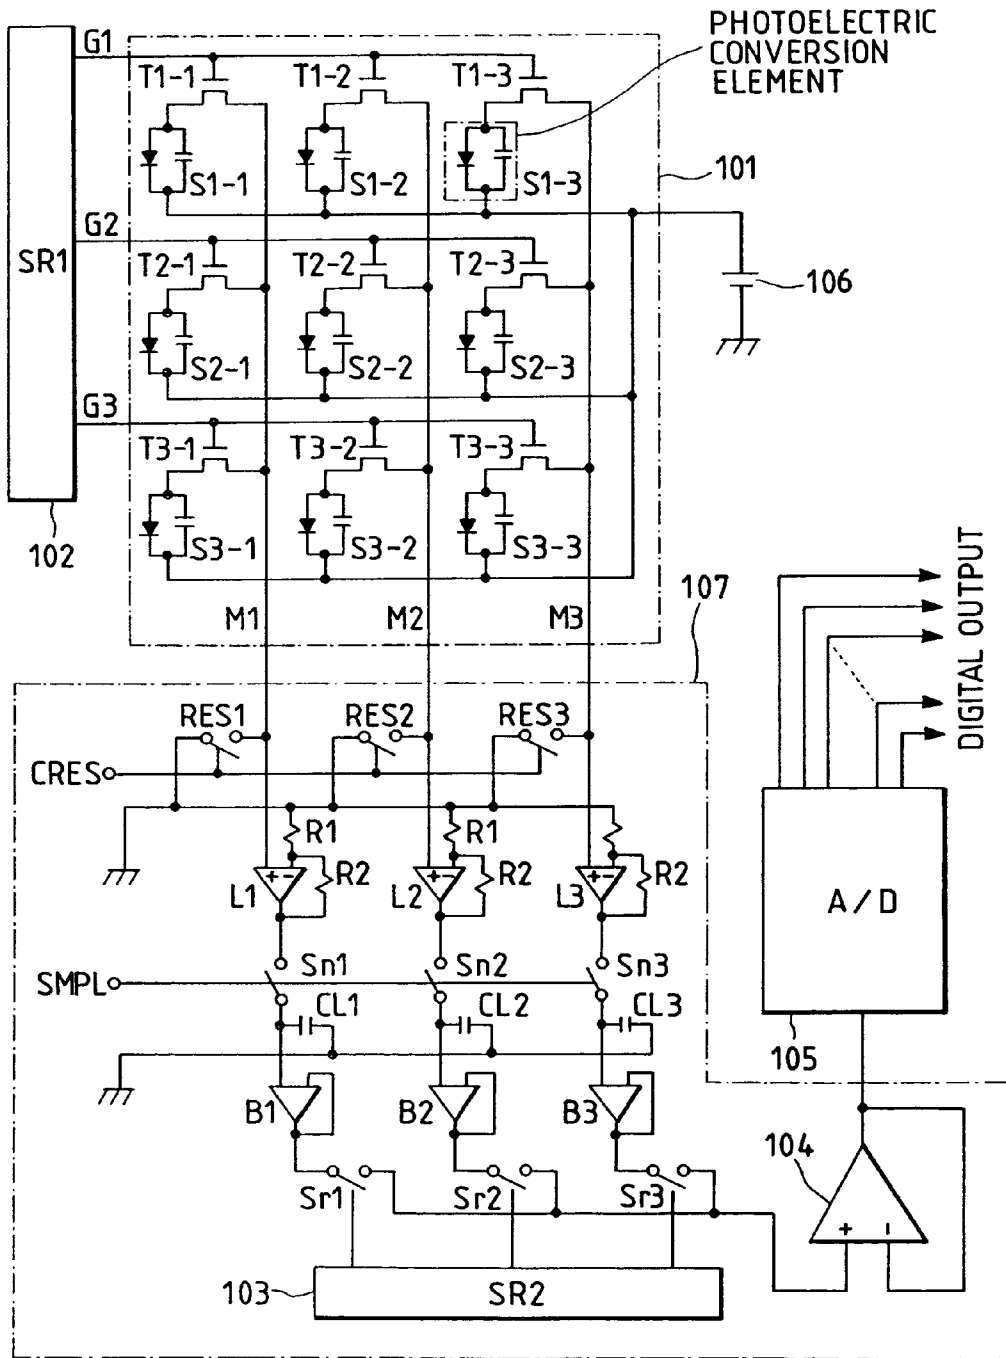 PHOTOELECTRIC
CONVERSION
ELEMENT
G1
T1-1
T1-2
T1-3
S1-1
S1-2
S1-3
101
SR1
G2
T2-1
T2-2
T2-3
106
S2-1
S2-2
S2-3
G3
T3-1
T3-2
T3-3
102
S3-1
S3-2
S3-3
M1
M2
M3
107
DIGITAL OUTPUT
RES1
RES2
RES3
CRES
R1
R1
+ -
R2
+ -
R2
+ -
R2
L1
L2
L3
A/D
Sn1
Sn2
Sn3
SMPL
CL1
CL2
CL3
105
B1
B2
B3
104
Sr1
Sr2
Sr3
+ -
103
SR2